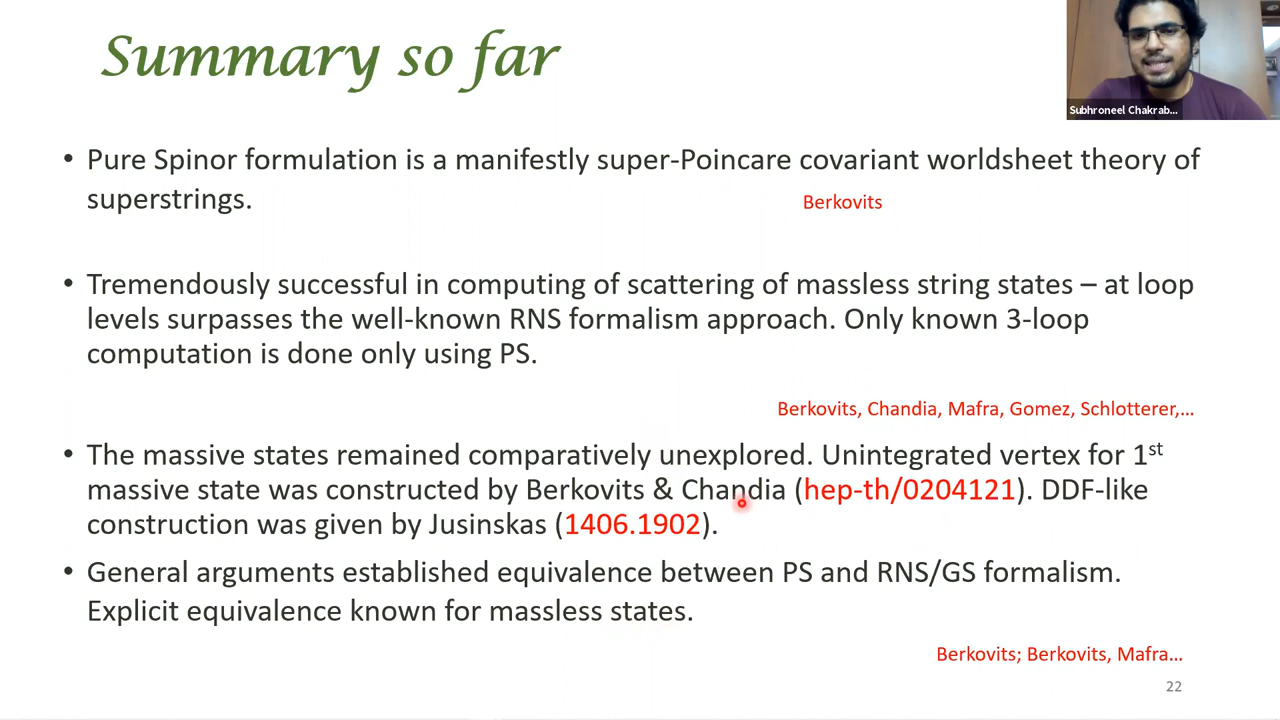 Summary so far
Subhroneel Chakrab...
• Pure Spinor formulation is a manifestly super-Poincare covariant worldsheet theory of
superstrings.
Berkovits
• Tremendously successful in computing of scattering of massless string states – at loop
levels surpasses the well-known RNS formalism approach. Only known 3-loop
computation is done only using PS.
Berkovits, Chandia, Mafra, Gomez, Schlotterer,...
• The massive states remained comparatively unexplored. Unintegrated vertex for 1st
massive state was constructed by Berkovits & Chandia (hep-th/0204121). DDF-like
construction was given by Jusinskas (1406.1902).
• General arguments established equivalence between PS and RNS/GS formalism.
Explicit equivalence known for massless states.
Berkovits; Berkovits, Mafra...
22